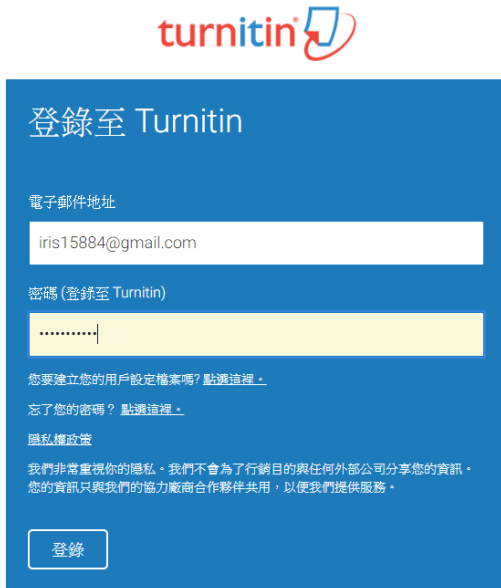 turnitin
登錄至 Turnitin
電子郵件地址
iris15884@gmail.com
密碼 (登錄至 Turnitin)
•••••••••••
您要建立您的用戶設定檔案嗎? 點選這裡。
忘了您的密碼？ 點選這裡。
隱私權政策
我們非常重視你的隱私。我們不會為了行銷目的與任何外部公司分享您的資訊。
您的資訊只與我們的協力廠商合作夥伴共用，以便我們提供服務。
登錄